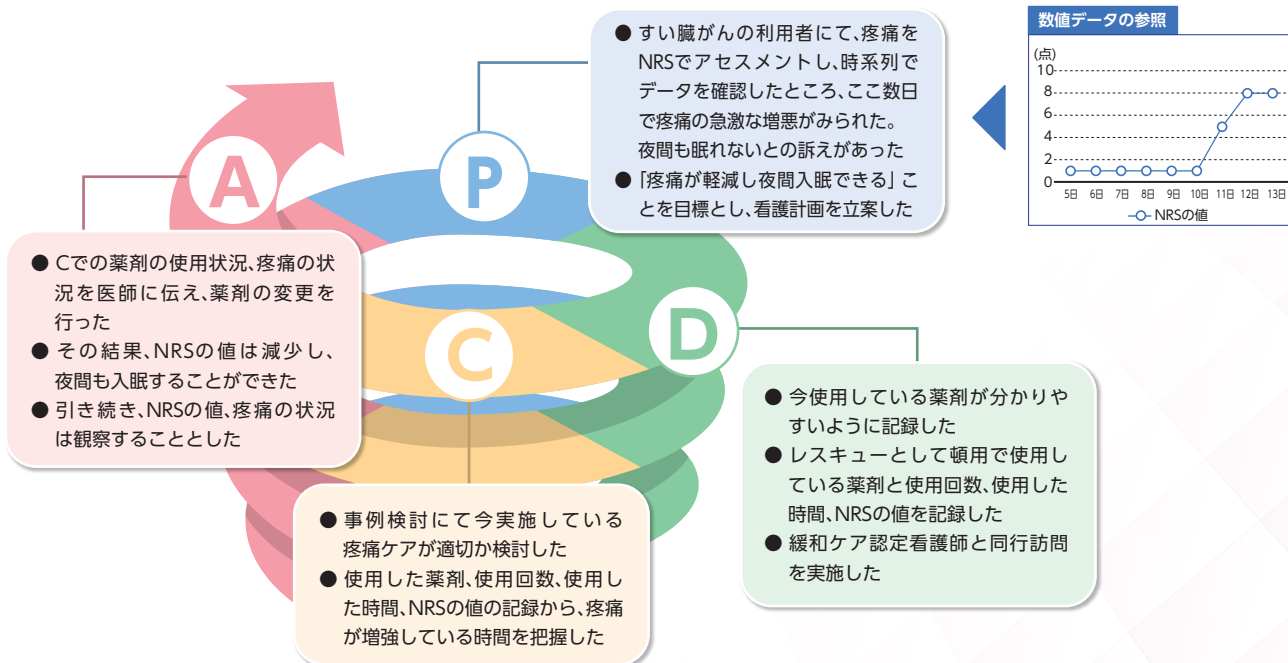 P
● すい臓がんの利用者にて、疼痛を
NRSでアセスメントし、時系列で
データを確認したところ、ここ数日
で疼痛の急激な増悪がみられた。
夜間も眠れないとの訴えがあった
● 「疼痛が軽減し夜間入眠できる」こ
とを目標とし、看護計画を立案した
数値データの参照
(点)
10
8
6
4
2
0
5日 6日 7日 8日 9日 10日 11日 12日 13日
NRSの値
D
● 今使用している薬剤が分かりや
すいように記録した
● レスキューとして頓用で使用し
ている薬剤と使用回数、使用した
時間、NRSの値を記録した
● 緩和ケア認定看護師と同行訪問
を実施した
C
● 事例検討にて今実施している
疼痛ケアが適切か検討した
● 使用した薬剤、使用回数、使用し
た時間、NRSの値の記録から、疼痛
が増強している時間を把握した
A
● Cでの薬剤の使用状況、疼痛の状
況を医師に伝え、薬剤の変更を
行った
● その結果、NRSの値は減少し、
夜間も入眠することができた
● 引き続き、NRSの値、疼痛の状況
は観察することとした